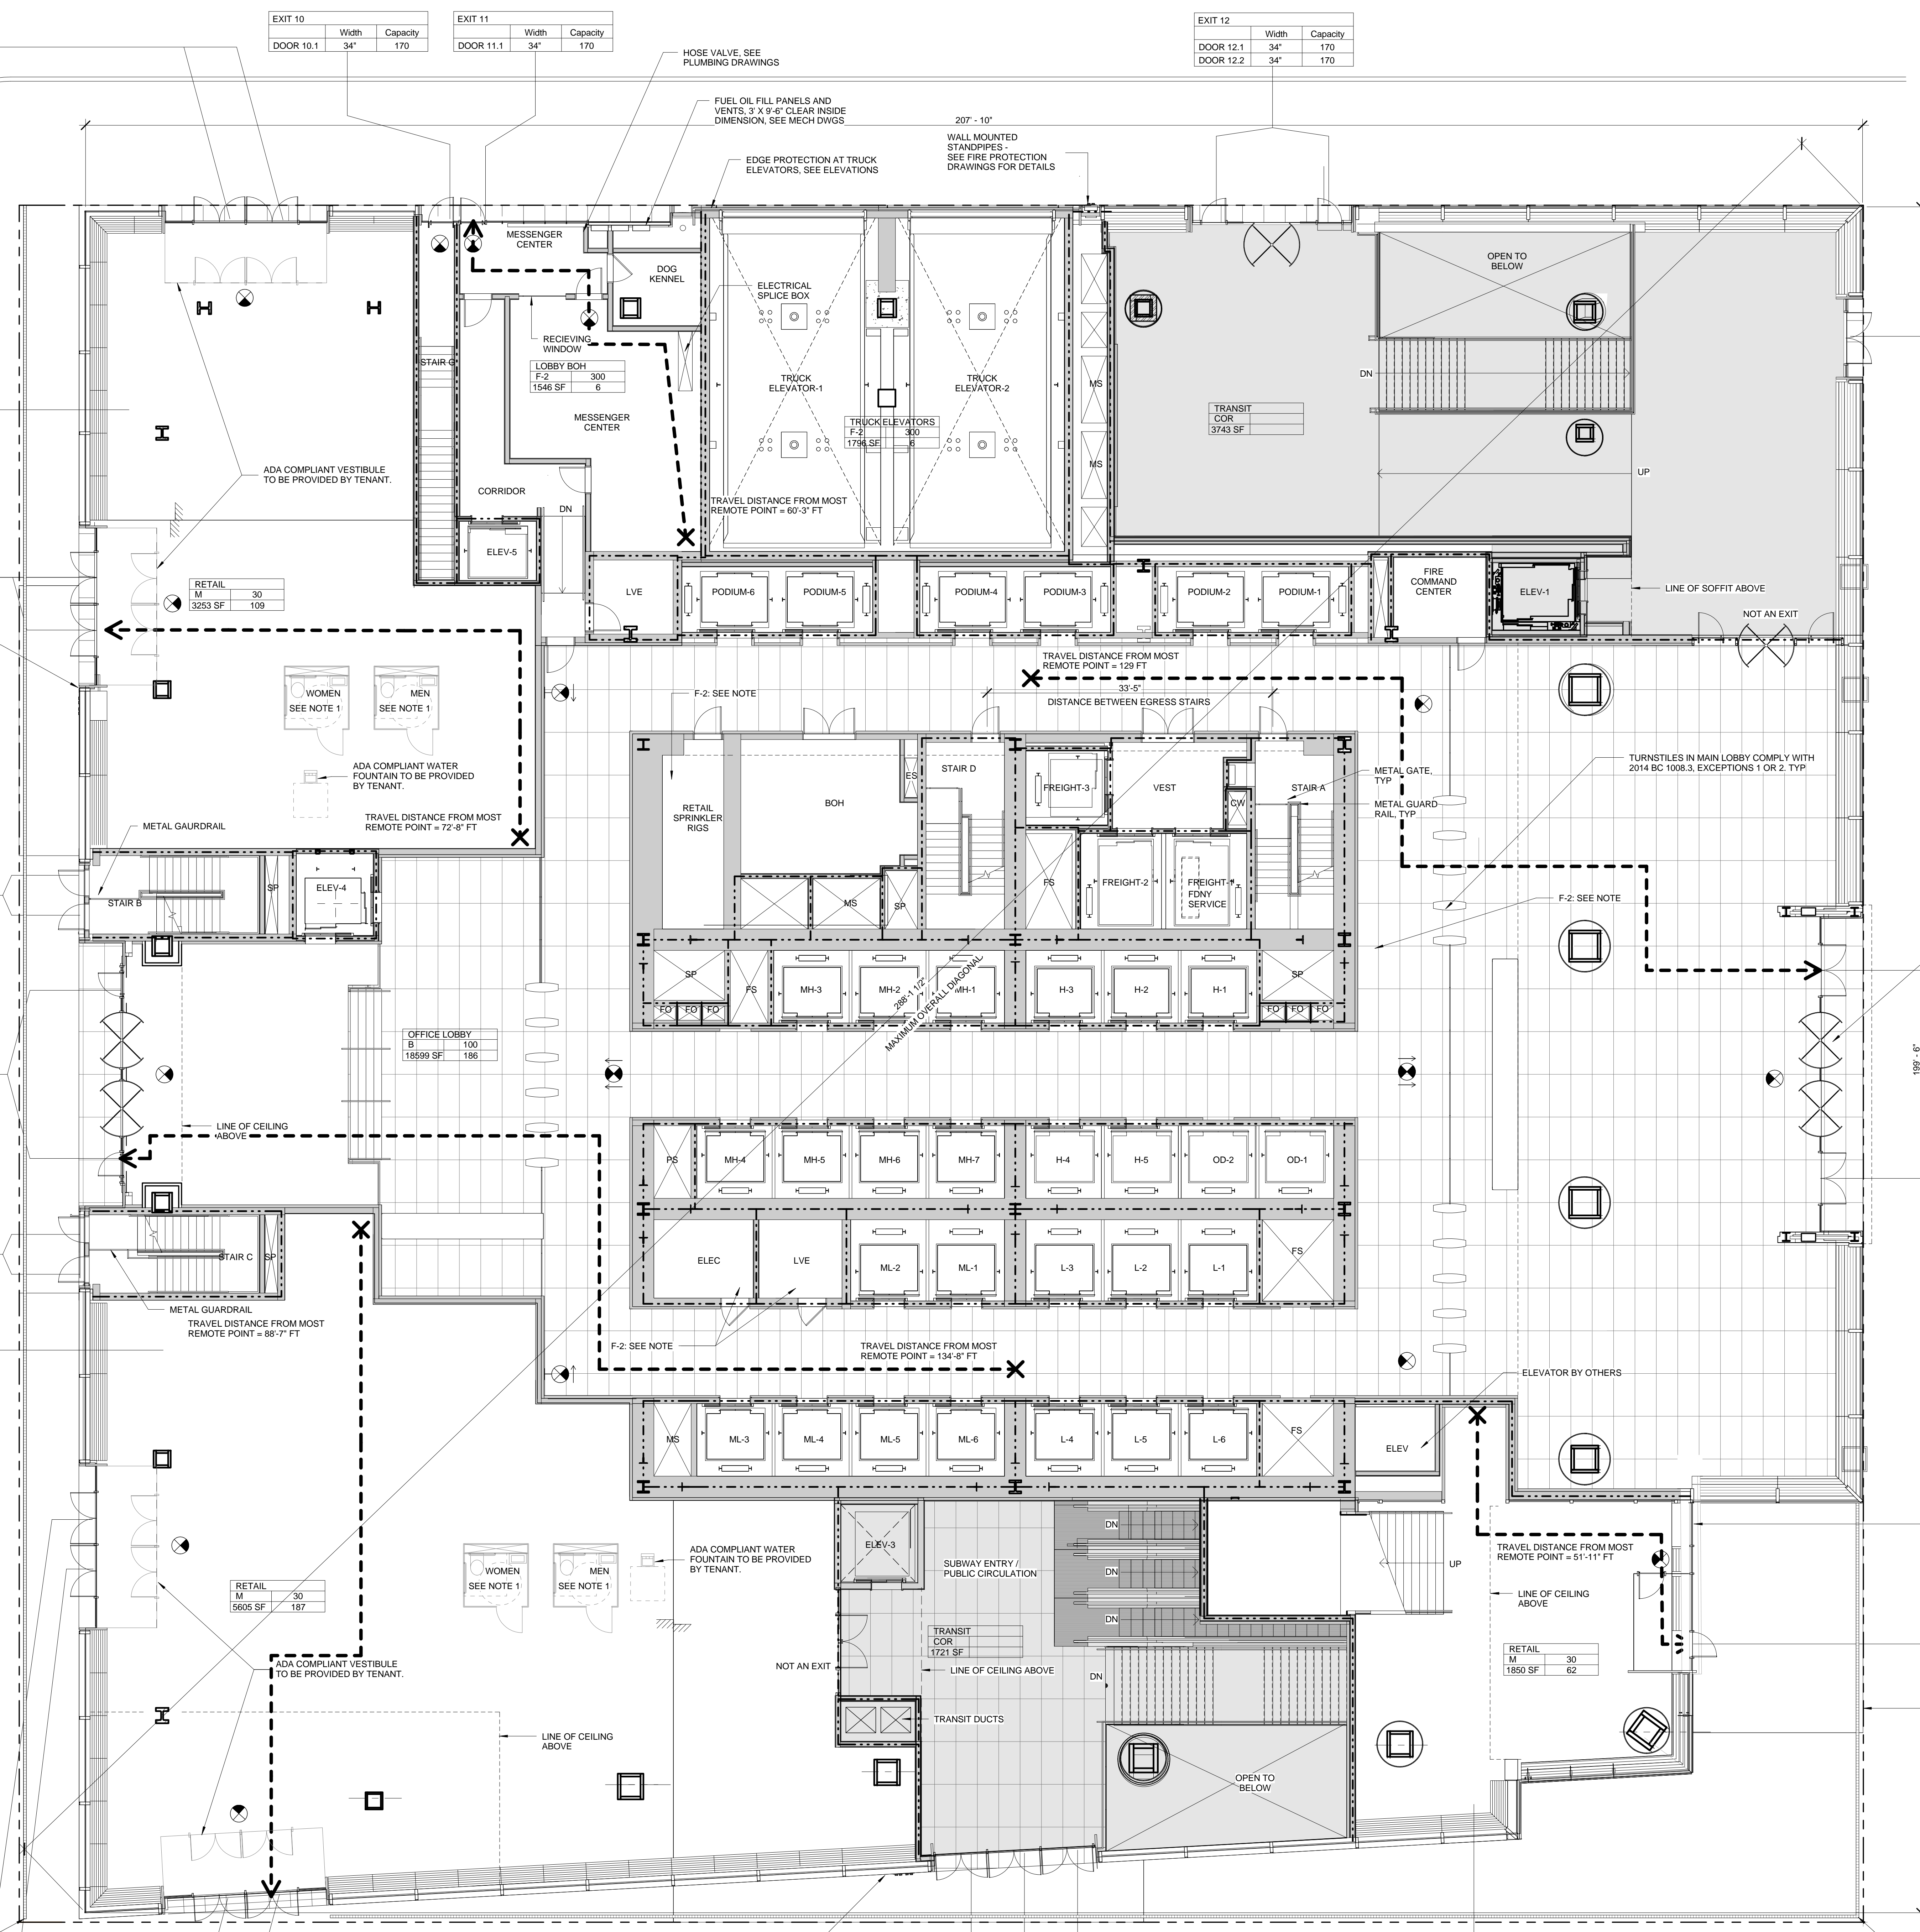 EXIT 10
Width Capacity
DOOR 10.1 34" 170
EXIT 11
Width Capacity
DOOR 11.1 34" 170
EXIT 12
Width Capacity
DOOR 12.1 34" 170
DOOR 12.2 34" 170
HOSE VALVE, SEE
PLUMBING DRAWINGS
FUEL OIL FILL PANELS AND
VENTS, 3' X 9'-6" CLEAR INSIDE
DIMENSION, SEE MECH DWGS
207' - 10"
WALL MOUNTED
STANDPIPES -
SEE FIRE PROTECTION
DRAWINGS FOR DETAILS
EDGE PROTECTION AT TRUCK
ELEVATORS, SEE ELEVATIONS
MESSENGER
CENTER
DOG
KENNEL
ELECTRICAL
SPLICE BOX
OPEN TO
BELOW
RECIEVING
WINDOW
STAIR G
LOBBY BOH
F-2 300
1546 SF 6
TRUCK
ELEVATOR-1
TRUCK
ELEVATOR-2
MS
DN
MESSENGER
CENTER
TRUCK ELEVATORS
F-2 300
1796 SF 6
TRANSIT
COR
3743 SF
MS
UP
ADA COMPLIANT VESTIBULE
TO BE PROVIDED BY TENANT.
CORRIDOR
DN
TRAVEL DISTANCE FROM MOST
REMOTE POINT = 60'-3" FT
ELEV-5
RETAIL
M 30
3253 SF 109
LVE
PODIUM-6
PODIUM-5
PODIUM-4
PODIUM-3
PODIUM-2
PODIUM-1
FIRE
COMMAND
CENTER
ELEV-1
LINE OF SOFFIT ABOVE
NOT AN EXIT
TRAVEL DISTANCE FROM MOST
REMOTE POINT = 129 FT
33'-5"
DISTANCE BETWEEN EGRESS STAIRS
F-2: SEE NOTE
WOMEN
SEE NOTE 1
MEN
SEE NOTE 1
ADA COMPLIANT WATER
FOUNTAIN TO BE PROVIDED
BY TENANT.
TRAVEL DISTANCE FROM MOST
REMOTE POINT = 72'-8" FT
METAL GAURDRAIL
RETAIL
SPRINKLER
RIGS
BOH
ES
STAIR D
FREIGHT-3
VEST
CW
STAIR A
METAL GATE,
TYP
METAL GUARD
RAIL, TYP
TURNSTILES IN MAIN LOBBY COMPLY WITH
2014 BC 1008.3, EXCEPTIONS 1 OR 2. TYP
STAIR B
SP
ELEV-4
MS
SP
FS
FREIGHT-2
FREIGHT-1
FDNY
SERVICE
F-2: SEE NOTE
SP
FS
MH-3
MH-2
MH-1
H-3
H-2
H-1
SP
FO FO FO
FO FO FO
288'-1 1/2"
MAXIMUM OVERALL DIAGONAL
OFFICE LOBBY
B 100
18599 SF 186
199' - 6"
LINE OF CEILING
ABOVE
PS
MH-4
MH-5
MH-6
MH-7
H-4
H-5
OD-2
OD-1
STAIR C
SP
ELEC
LVE
ML-2
ML-1
L-3
L-2
L-1
FS
METAL GUARDRAIL
TRAVEL DISTANCE FROM MOST
REMOTE POINT = 88'-7" FT
F-2: SEE NOTE
TRAVEL DISTANCE FROM MOST
REMOTE POINT = 134'-8" FT
ELEVATOR BY OTHERS
MS
ML-3
ML-4
ML-5
ML-6
L-4
L-5
L-6
FS
ELEV
DN
ELEV-3
SUBWAY ENTRY /
PUBLIC CIRCULATION
DN
DN
UP
TRAVEL DISTANCE FROM MOST
REMOTE POINT = 51'-11" FT
LINE OF CEILING
ABOVE
WOMEN
SEE NOTE 1
MEN
SEE NOTE 1
ADA COMPLIANT WATER
FOUNTAIN TO BE PROVIDED
BY TENANT.
RETAIL
M 30
5605 SF 187
TRANSIT
COR
1721 SF
RETAIL
M 30
1850 SF 62
NOT AN EXIT
LINE OF CEILING ABOVE
DN
ADA COMPLIANT VESTIBULE
TO BE PROVIDED BY TENANT.
TRANSIT DUCTS
LINE OF CEILING
ABOVE
OPEN TO
BELOW